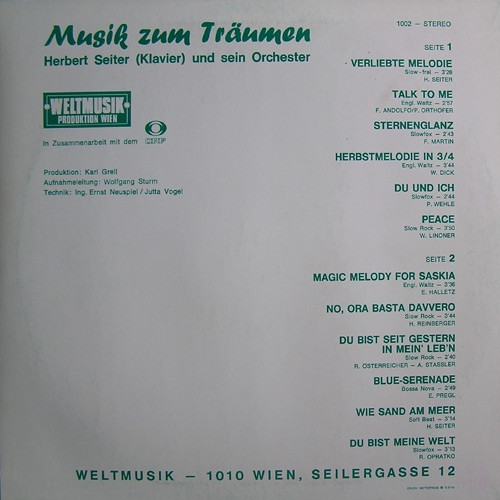 1002 — STEREO
Musik zum Träumen
Herbert Seiter (Klavier) und sein Orchester
WELTMUSIK
PRODUKTION WIEN
In Zusammenarbeit mit dem ORF
Produktion: Karl Grell
Aufnahmeleitung: Wolfgang Sturm
Technik: Ing. Ernst Neuspiel / Jutta Vogel
SEITE 1
VERLIEBTE MELODIE
Slow-frei — 3'28
H. SEITER
TALK TO ME
Engl. Waltz — 2'57
F. ANDOLFO/P. ORTHOFER
STERNENGLANZ
Slowfox — 2'43
F. MARTIN
HERBSTMELODIE IN 3/4
Engl. Waltz — 3'44
W. DICK
DU UND ICH
Slowfox — 2'44
P. WEHLE
PEACE
Slow Rock — 3'50
W. LINDNER
SEITE 2
MAGIC MELODY FOR SASKIA
Engl. Waltz — 3'36
E. HALLETZ
NO, ORA BASTA DAVVERO
Slow Rock — 3'44
H. REINBERGER
DU BIST SEIT GESTERN
IN MEIN' LEB'N
Slow Rock — 2'40
R. ÖSTERREICHER — A. STASSLER
BLUE-SERENADE
Bossa Nova — 2'49
E. PREGL
WIE SAND AM MEER
Soft Beat — 3'14
H. SEITER
DU BIST MEINE WELT
Slowfox — 3'13
R. OPRATKO
WELTMUSIK — 1010 WIEN, SEILERGASSE 12